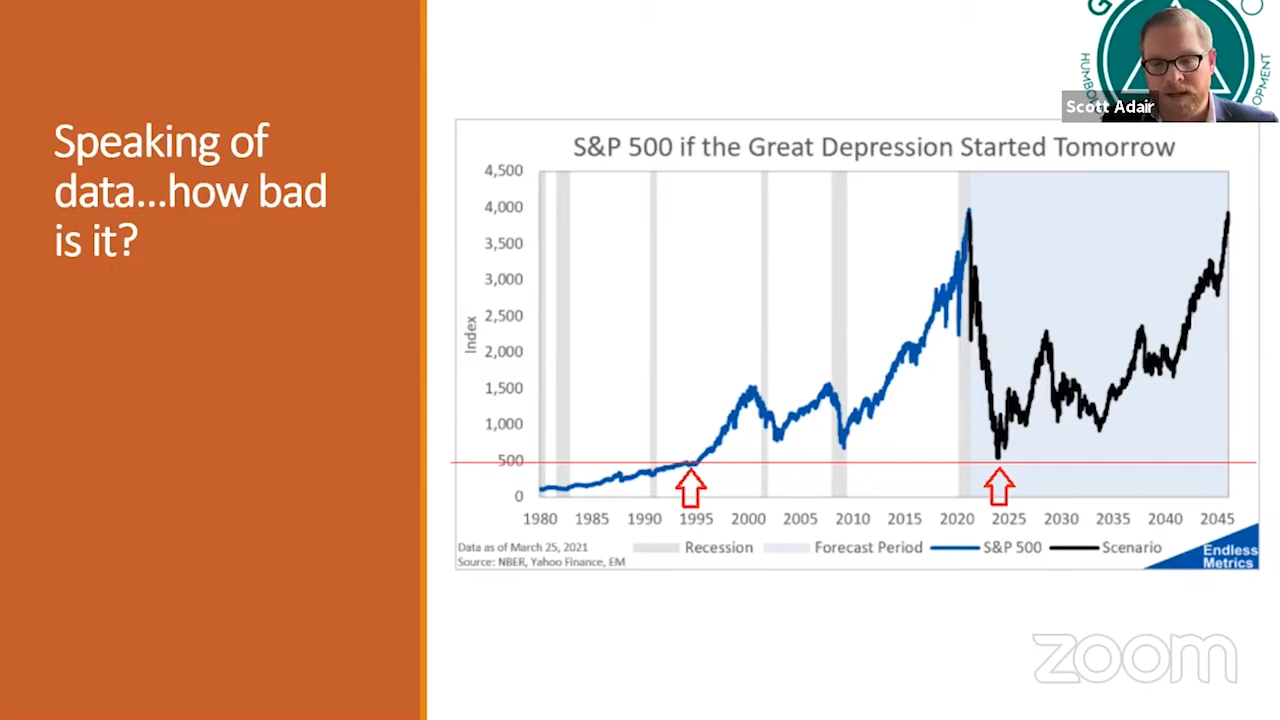 Speaking of
data...how bad
is it?
G
O
HUMBO
OPMENT
Scott Adair
S&P 500 if the Great Depression Started Tomorrow
Index
4,500
4,000
3,500
3,000
2,500
2,000
1,500
1,000
500
0
1980 1985 1990 1995 2000 2005 2010 2015 2020 2025 2030 2035 2040 2045
Recession Forecast Period S&P 500 Scenario
Data as of March 25, 2021
Source: NBER, Yahoo Finance, EM
Endless
Metrics
zoom